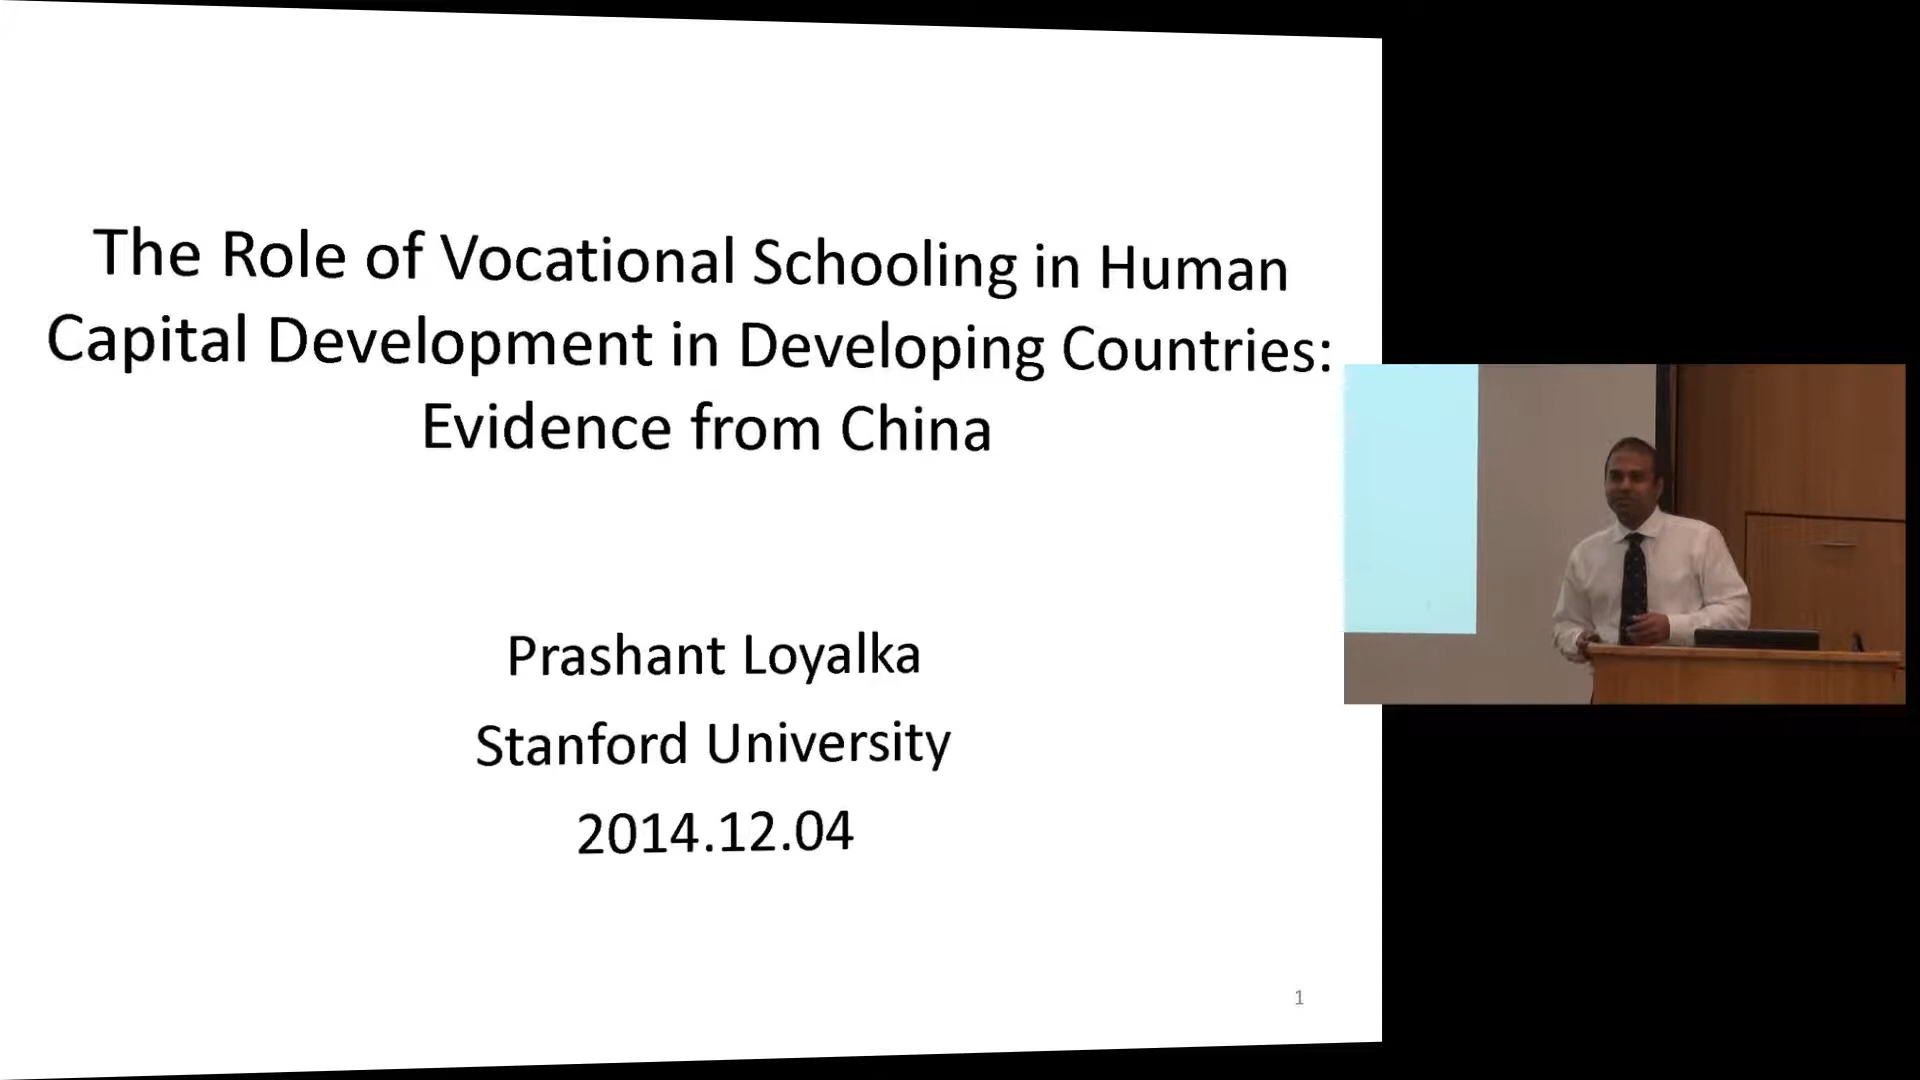 The Role of Vocational Schooling in Human
Capital Development in Developing Countries:
Evidence from China
Prashant Loyalka
Stanford University
2014.12.04
1